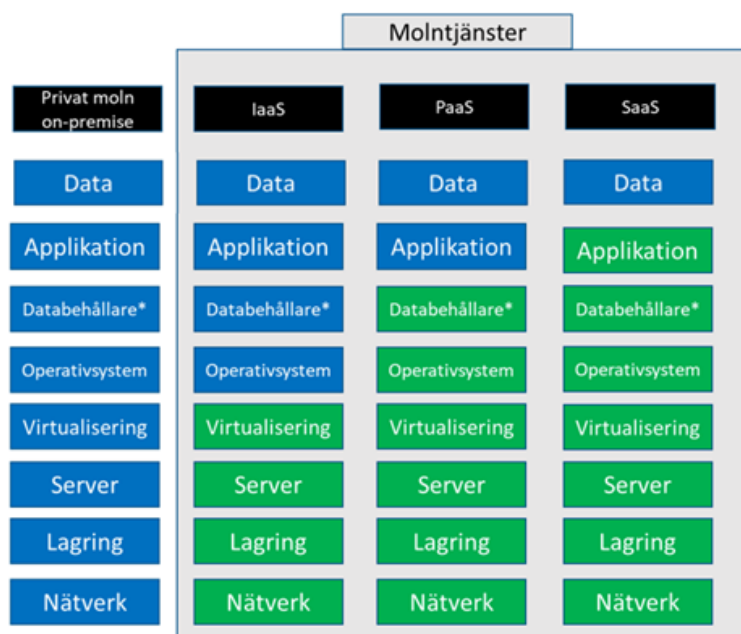 Molntjänster
Privat moln
on-premise
IaaS
PaaS
SaaS
Data
Data
Data
Data
Applikation
Applikation
Applikation
Applikation
Databehållare*
Databehållare*
Databehållare*
Databehållare*
Operativsystem
Operativsystem
Operativsystem
Operativsystem
Virtualisering
Virtualisering
Virtualisering
Virtualisering
Server
Server
Server
Server
Lagring
Lagring
Lagring
Lagring
Nätverk
Nätverk
Nätverk
Nätverk